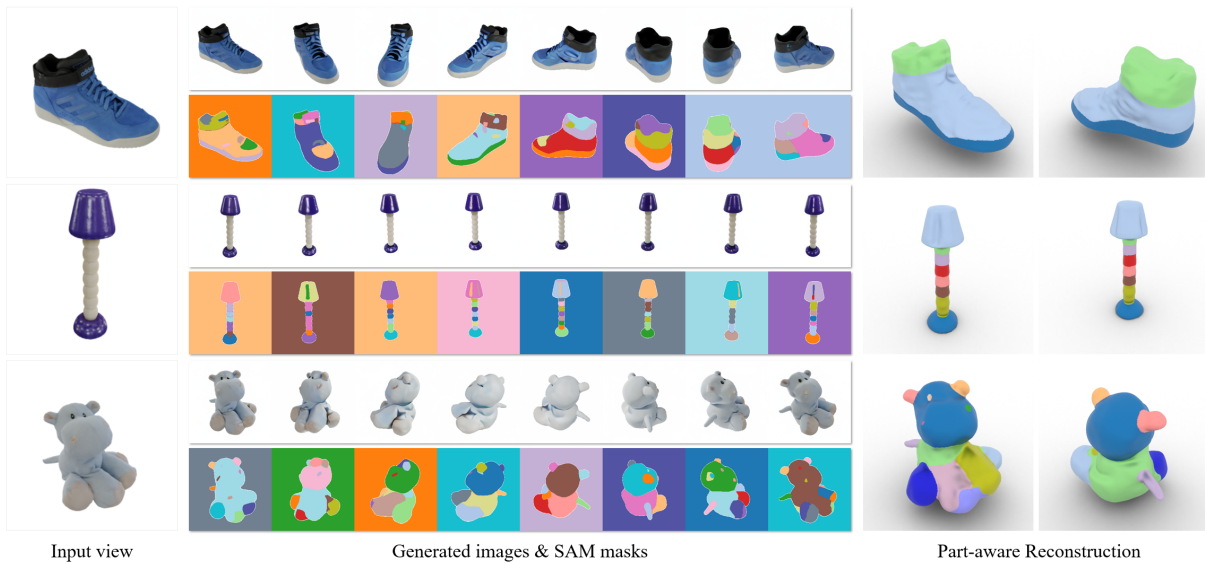 Input view
Generated images & SAM masks
Part-aware Reconstruction